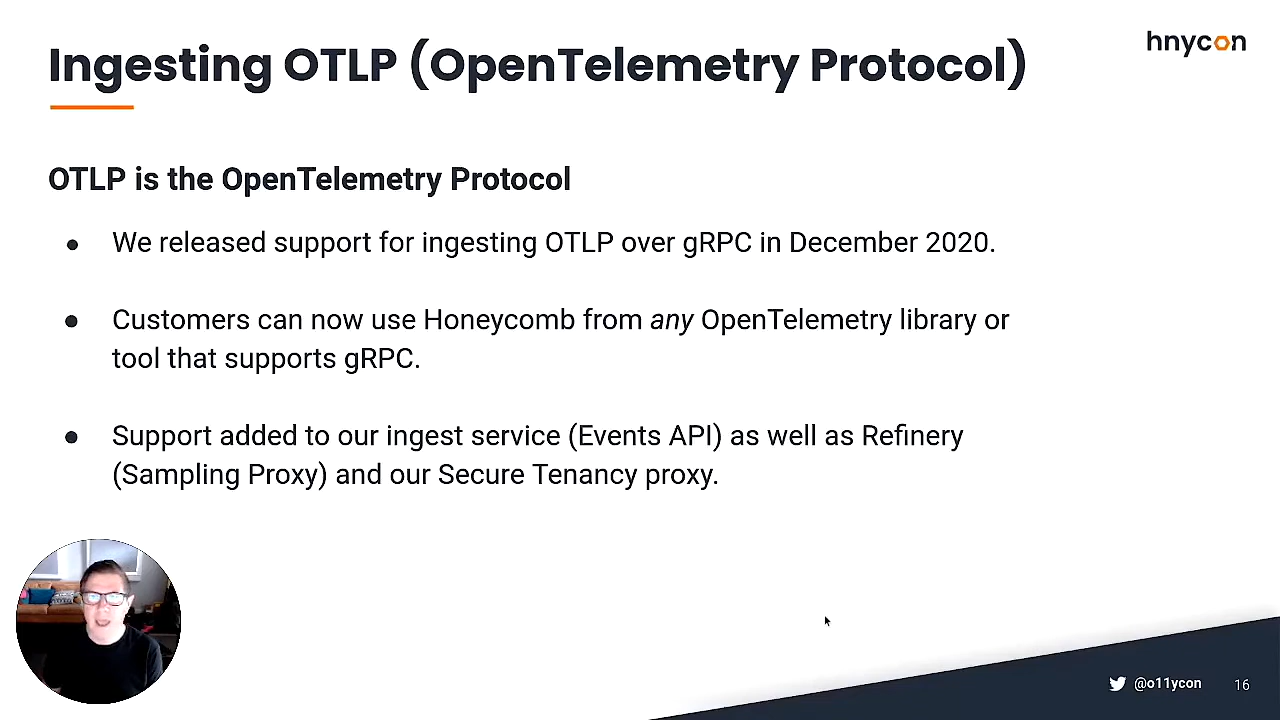 Ingesting OTLP (OpenTelemetry Protocol)
hnycon
OTLP is the OpenTelemetry Protocol
● We released support for ingesting OTLP over gRPC in December 2020.
● Customers can now use Honeycomb from any OpenTelemetry library or
tool that supports gRPC.
● Support added to our ingest service (Events API) as well as Refinery
(Sampling Proxy) and our Secure Tenancy proxy.
@o11ycon
16